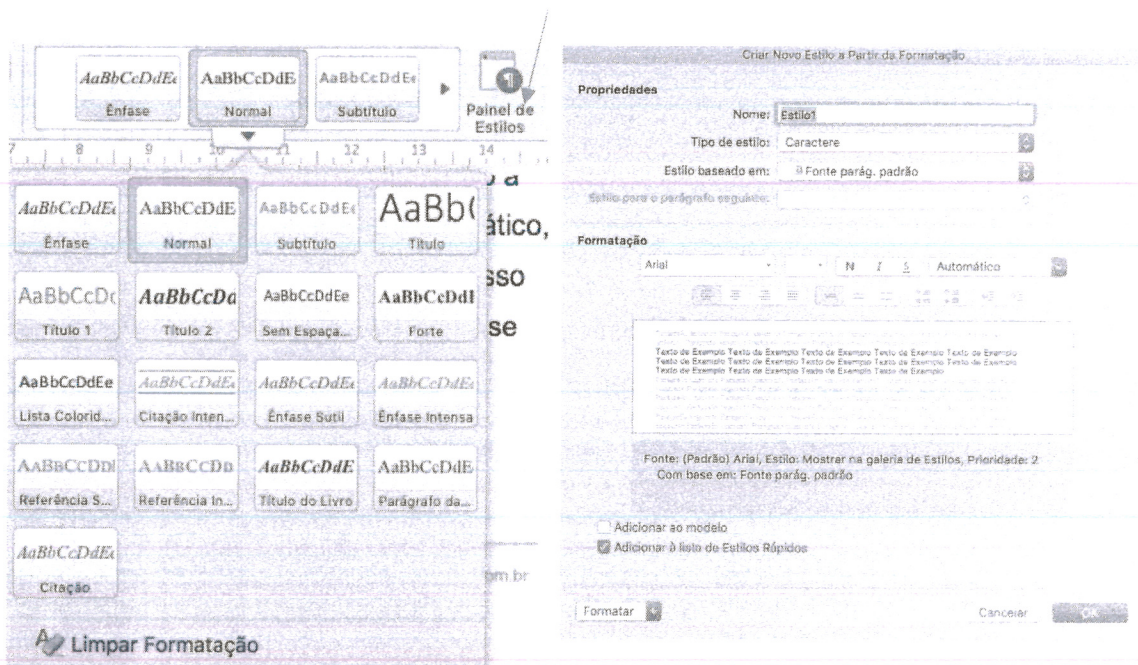 AaBbCcDdEe AaBbCcDdE AaBbCcDdEe
Ênfase Normal Subtítulo Painel de
Estilos
7 8 9 10 11 12 13 14
AaBbCcDdEe AaBbCcDdE AaBbCcDdEe AaBb(
ático,
Ênfase Normal Subtítulo Título
AaBbCcDc AaBbCcDd AaBbCcDdEe AaBbCcDdI
sso
Título 1 Título 2 Sem Espaça... Forte
se
AaBbCcDdEe AaBbCcDdEe AaBbCcDdEe AaBbCcDdEe
Lista Colorid... Citação Inten... Ênfase Sutil Ênfase Intensa
AABBCCDDI AABBCCDD AaBbCcDdE AaBbCcDdE
Referência S... Referência In... Título do Livro Parágrafo da...
AaBbCcDdEe
Citação
om.br
Limpar Formatação
Criar Novo Estilo a Partir da Formatação
Propriedades
Nome: Estilo1
Tipo de estilo: Caractere
Estilo baseado em: a Fonte parág. padrão
Estilo para o parágrafo seguinte:
Formatação
Arial N I S Automático
Texto de Exemplo Texto de Exemplo Texto de Exemplo Texto de Exemplo Texto de Exemplo
Texto de Exemplo Texto de Exemplo Texto de Exemplo Texto de Exemplo Texto de Exemplo
Texto de Exemplo Texto de Exemplo Texto de Exemplo Texto de Exemplo
Fonte: (Padrão) Arial, Estilo: Mostrar na galeria de Estilos, Prioridade: 2
Com base em: Fonte parág. padrão
Adicionar ao modelo
Adicionar à lista de Estilos Rápidos
Formatar Cancelar OK